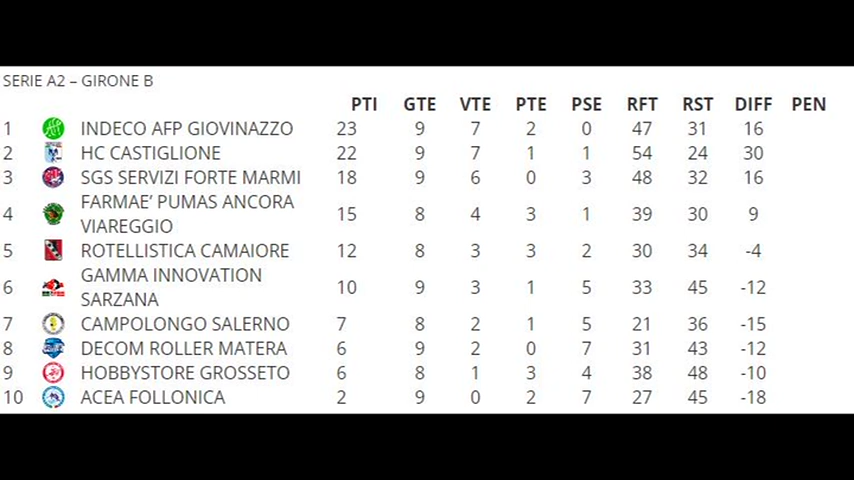 SERIE A2 – GIRONE B
PTI GTE VTE PTE PSE RFT RST DIFF PEN
1 INDECO AFP GIOVINAZZO 23 9 7 2 0 47 31 16
2 HC CASTIGLIONE 22 9 7 1 1 54 24 30
3 SGS SERVIZI FORTE MARMI 18 9 6 0 3 48 32 16
4 FARMAE’ PUMAS ANCORA
VIAREGGIO 15 8 4 3 1 39 30 9
5 ROTELLISTICA CAMAIORE 12 8 3 3 2 30 34 -4
6 GAMMA INNOVATION
SARZANA 10 9 3 1 5 33 45 -12
7 CAMPOLONGO SALERNO 7 8 2 1 5 21 36 -15
8 DECOM ROLLER MATERA 6 9 2 0 7 31 43 -12
9 HOBBYSTORE GROSSETO 6 8 1 3 4 38 48 -10
10 ACEA FOLLONICA 2 9 0 2 7 27 45 -18